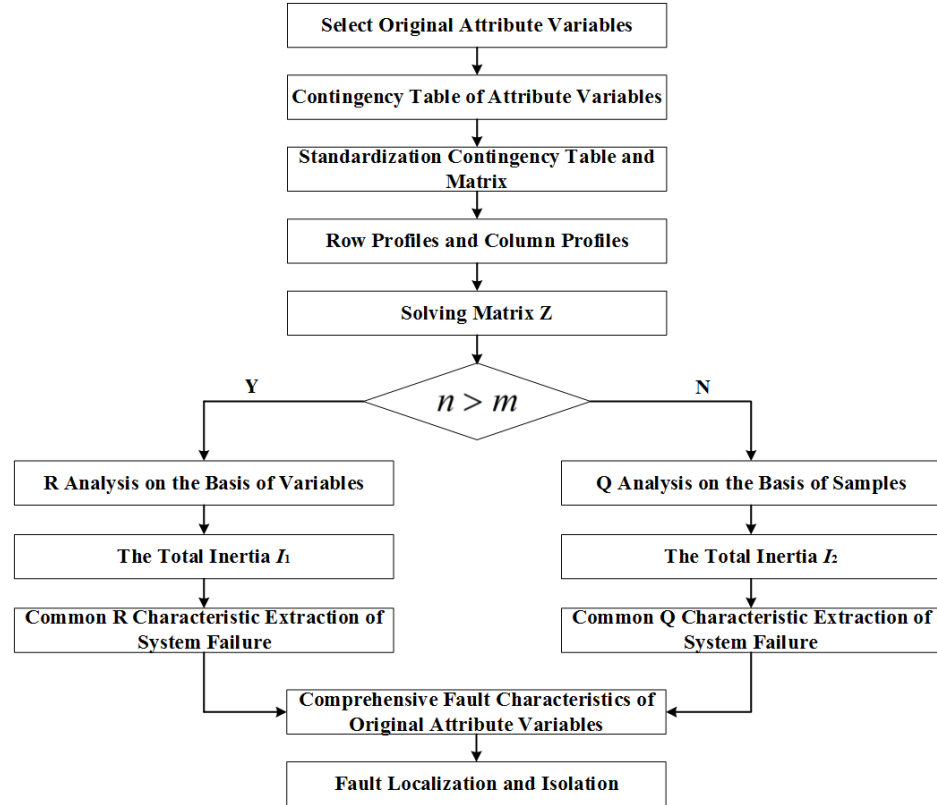 Select Original Attribute Variables
Contingency Table of Attribute Variables
Standardization Contingency Table and
Matrix
Row Profiles and Column Profiles
Solving Matrix Z
n > m
Y
N
R Analysis on the Basis of Variables
Q Analysis on the Basis of Samples
The Total Inertia I₁
The Total Inertia I₂
Common R Characteristic Extraction of
System Failure
Common Q Characteristic Extraction of
System Failure
Comprehensive Fault Characteristics of
Original Attribute Variables
Fault Localization and Isolation